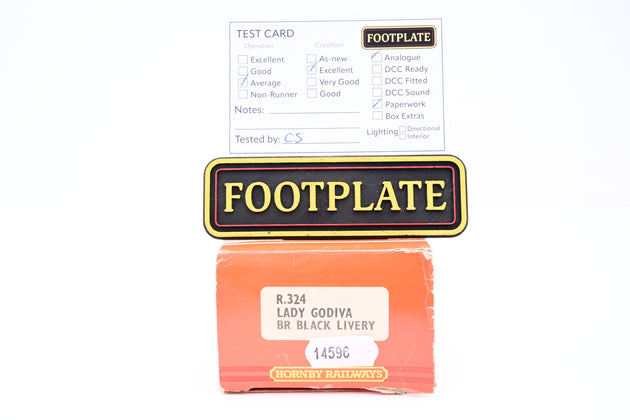 TEST CARD
FOOTPLATE
Operation
Condition
Excellent
As-new
Analogue
Good
Excellent
DCC Ready
Average
Very Good
DCC Fitted
Non-Runner
Good
DCC Sound
Paperwork
Notes:
Box Extras
Lighting
Directional
Interior
Tested by: CS
FOOTPLATE
R.324
LADY GODIVA
BR BLACK LIVERY
14596
HORNBY RAILWAYS